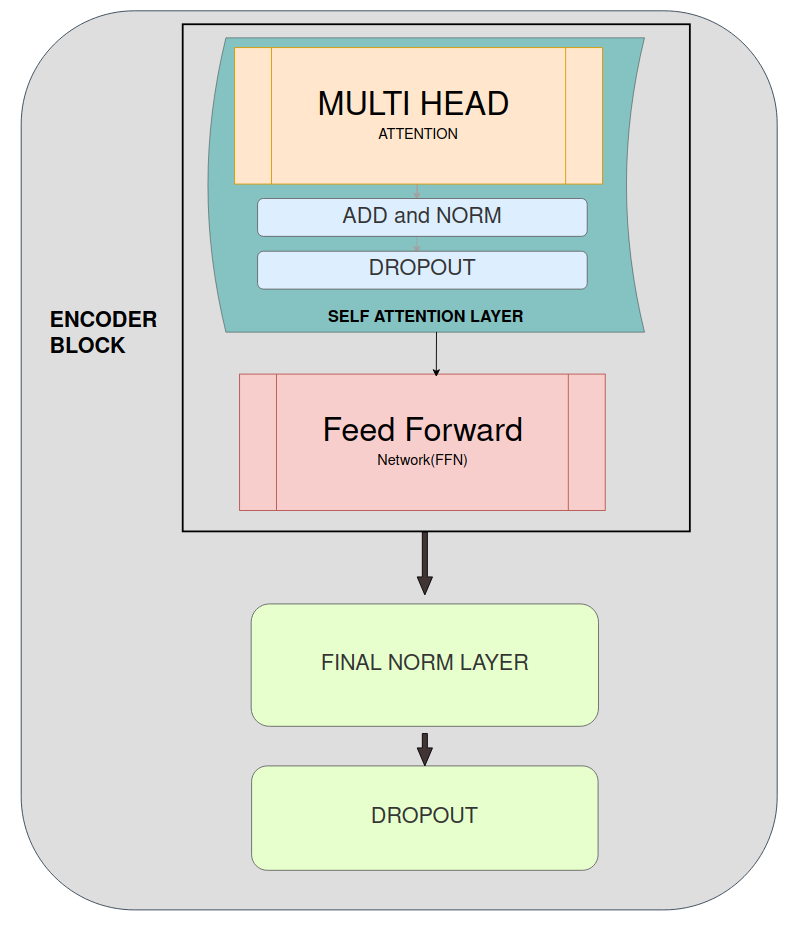 MULTI HEAD
ATTENTION
ADD and NORM
DROPOUT
SELF ATTENTION LAYER
ENCODER
BLOCK
Feed Forward
Network(FFN)
FINAL NORM LAYER
DROPOUT